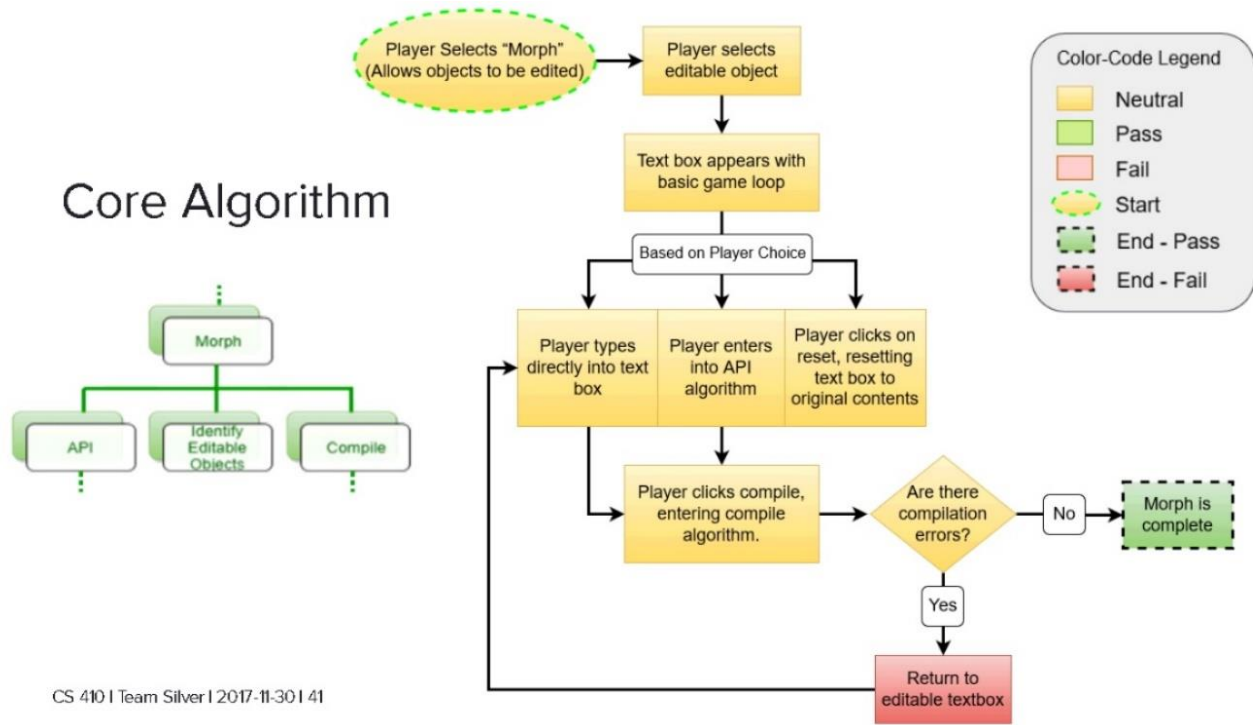 Player Selects "Morph"
(Allows objects to be edited)
Player selects
editable object
Color-Code Legend
Neutral
Pass
Fail
Start
End - Pass
End - Fail
Text box appears with
basic game loop
Core Algorithm
Based on Player Choice
Morph
API
Identify
Editable
Objects
Compile
Player types
directly into text
box
Player enters
into API
algorithm
Player clicks on
reset, resetting
text box to
original contents
Player clicks compile,
entering compile
algorithm.
Are there
compilation
errors?
No
Morph is
complete
Yes
Return to
editable textbox
CS 410 I Team Silver I 2017-11-30 I 41